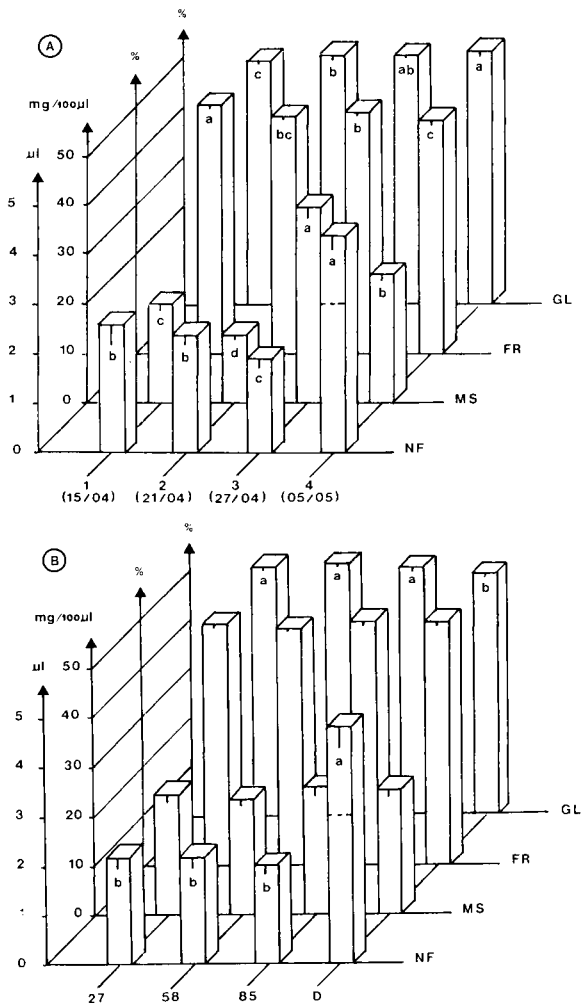 A
%
%
mg/100µl
µl
50
40
30
20
10
0
5
4
3
2
1
0
c
b
ab
a
GL
a
bc
b
c
FR
c
d
a
b
MS
b
b
c
a
NF
1
2
3
4
(15/04)
(21/04)
(27/04)
(05/05)
B
%
%
mg/100µl
µl
50
40
30
20
10
0
5
4
3
2
1
0
a
a
a
b
GL
FR
MS
b
b
b
a
NF
27
58
85
D